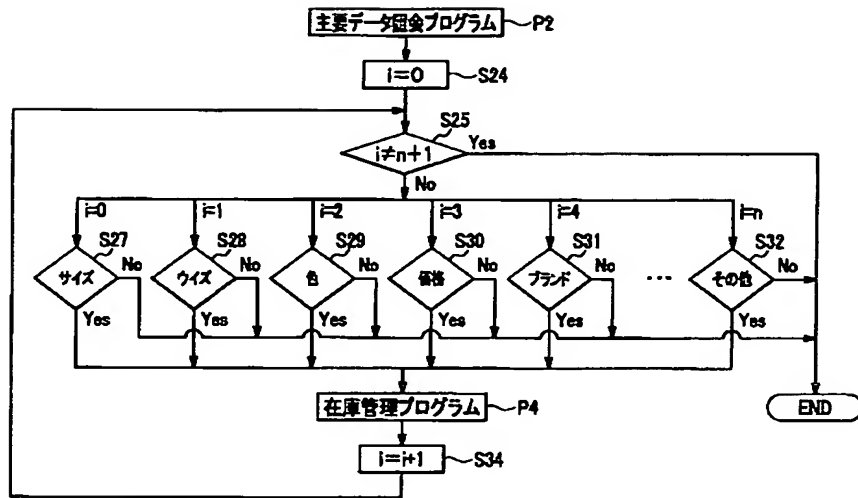 主要データ照会プログラム P2
i=0 S24
S25
i≠n+1 Yes
No
i=0 i=1 i=2 i=3 i=4 i=n
S27 S28 S29 S30 S31 S32
サイズ No ウイズ No 色 No 価格 No ブランド No … その他 No
Yes Yes Yes Yes Yes Yes
在庫管理プログラム P4
END
i=i+1 S34